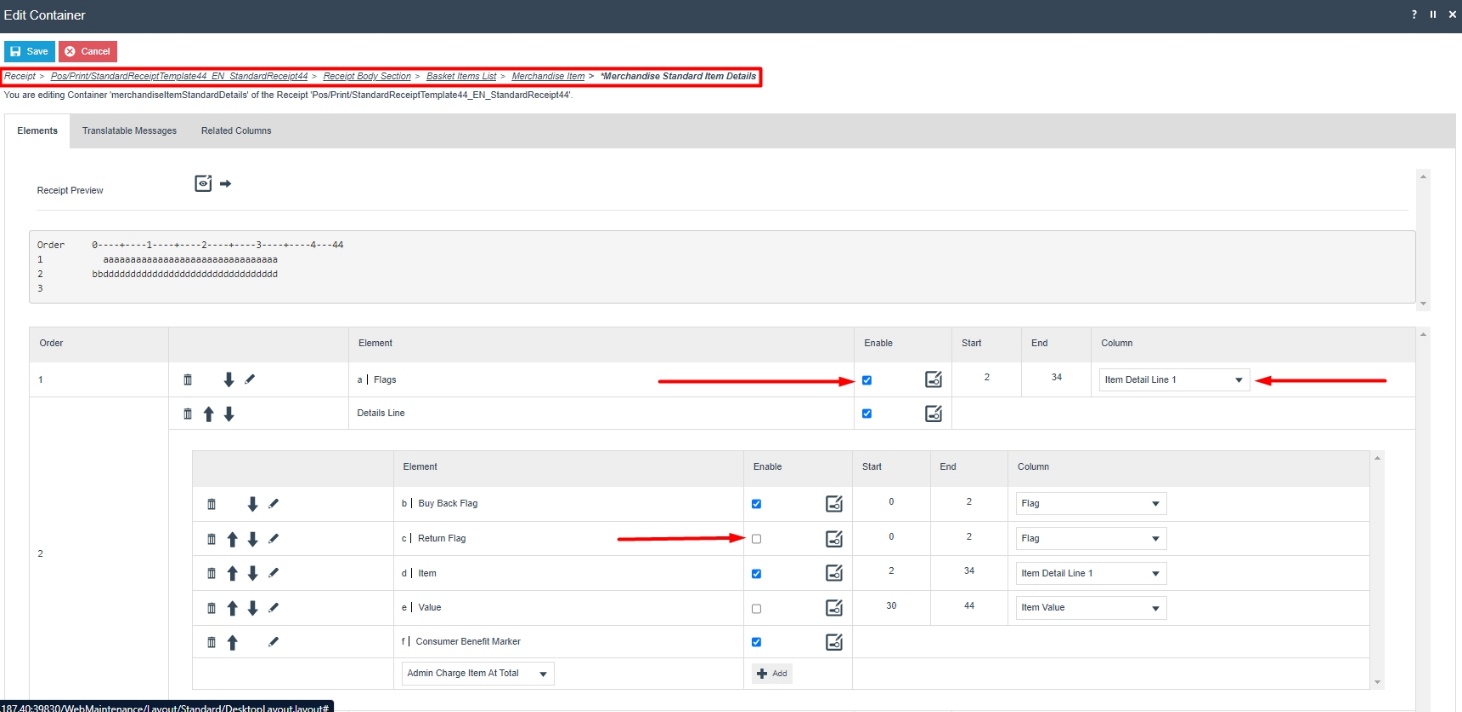 Edit Container
? II ×
Save Cancel
Receipt > Pos/Print/StandardReceiptTemplate44_EN_StandardReceipt44 > Receipt Body Section > Basket Items List > Merchandise Item > *Merchandise Standard Item Details
You are editing Container 'merchandiseItemStandardDetails' of the Receipt 'Pos/Print/StandardReceiptTemplate44_EN_StandardReceipt44'.
Elements Translatable Messages Related Columns
Receipt Preview
Order 0----+----1----+----2----+----3----+----4---44
1 aaaaaaaaaaaaaaaaaaaaaaaaaaaaaaaa
2 bbdddddddddddddddddddddddddddddddd
3
Order Element Enable Start End Column
1 a | Flags 2 34 Item Detail Line 1
Details Line
Element Enable Start End Column
b | Buy Back Flag 0 2 Flag
c | Return Flag 0 2 Flag
2
d | Item 2 34 Item Detail Line 1
e | Value 30 44 Item Value
f | Consumer Benefit Marker
Admin Charge Item At Total Add
187.40:39830/WebMaintenance/Layout/Standard/DesktopLayout.layout#